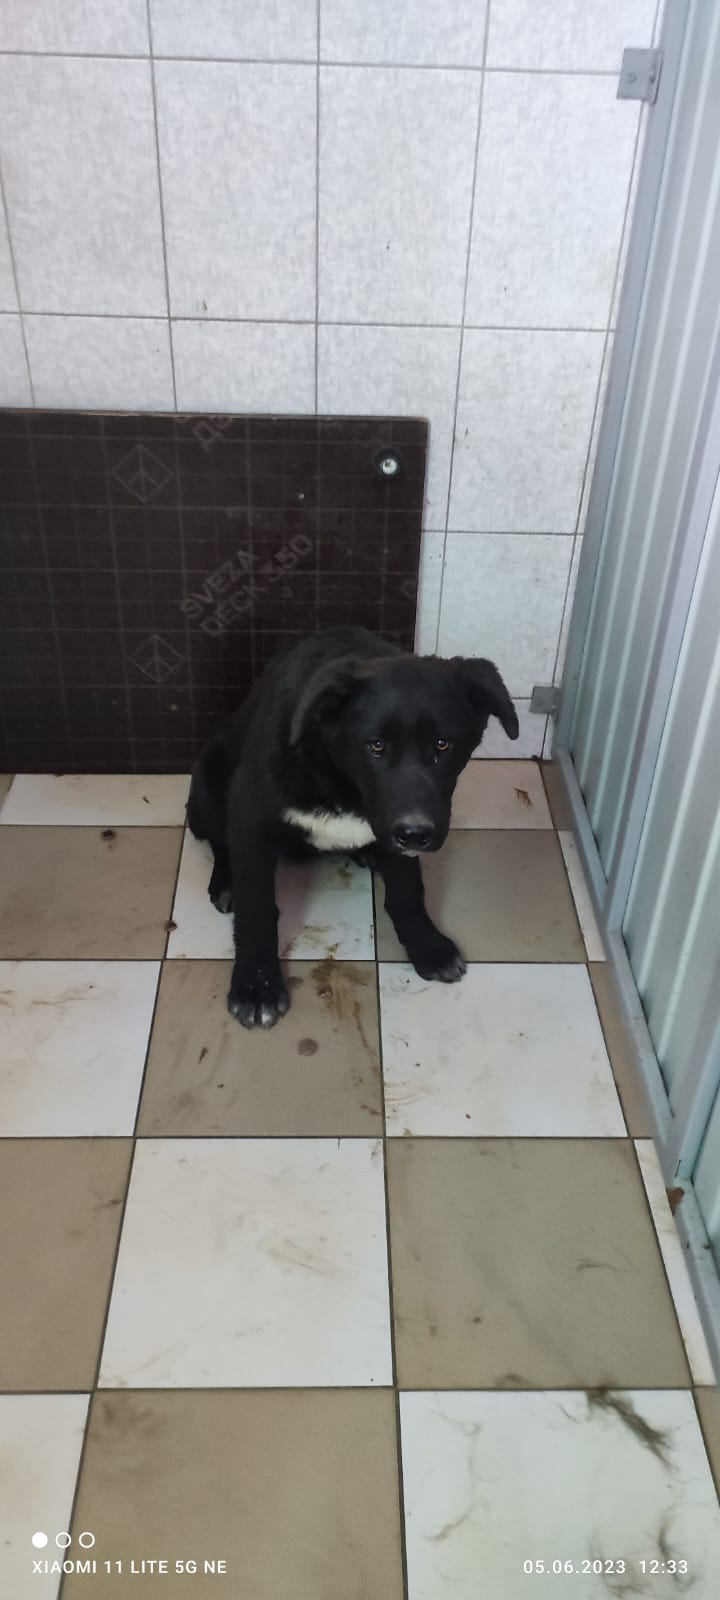 SVEZA
DECK 350
XIAOMI 11 LITE 5G NE
05.06.2023 12:33